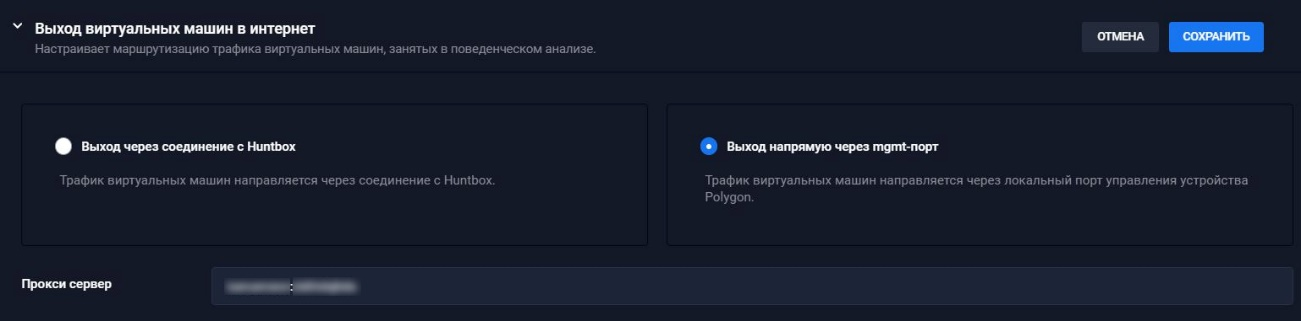 Выход виртуальных машин в интернет
Настраивает маршрутизацию трафика виртуальных машин, занятых в поведенческом анализе.
ОТМЕНА
СОХРАНИТЬ
Выход через соединение с Huntbox
Трафик виртуальных машин направляется через соединение с Huntbox.
Выход напрямую через mgmt-порт
Трафик виртуальных машин направляется через локальный порт управления устройства
Polygon.
Прокси сервер